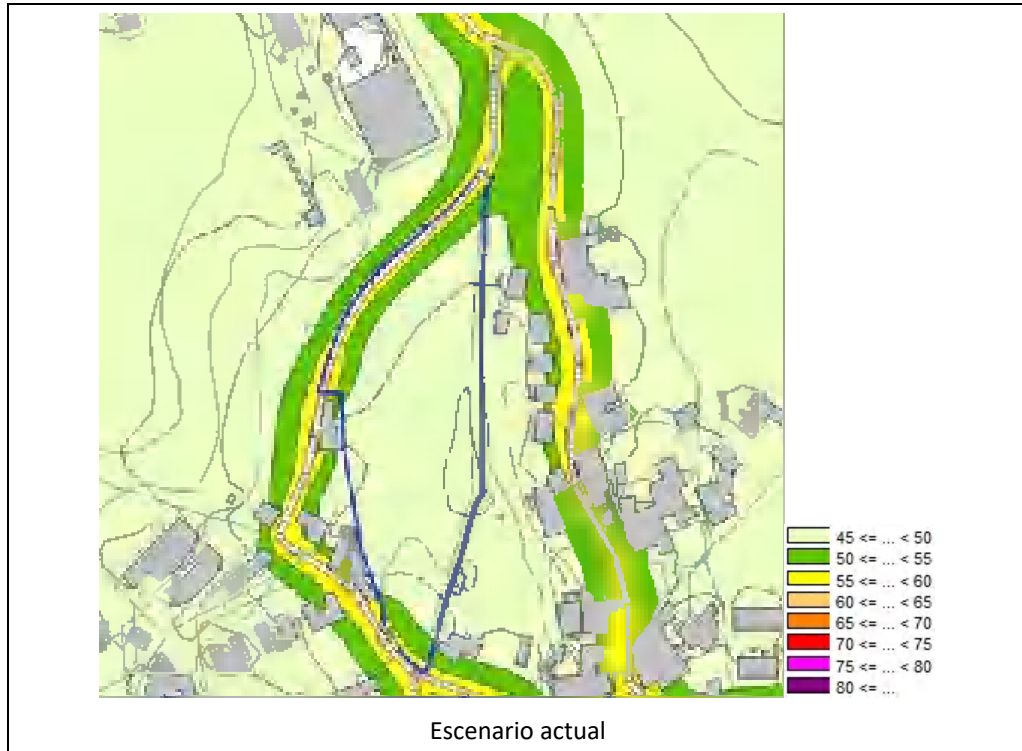 45 <= ... < 50
50 <= ... < 55
55 <= ... < 60
60 <= ... < 65
65 <= ... < 70
70 <= ... < 75
75 <= ... < 80
80 <= ...
Escenario actual